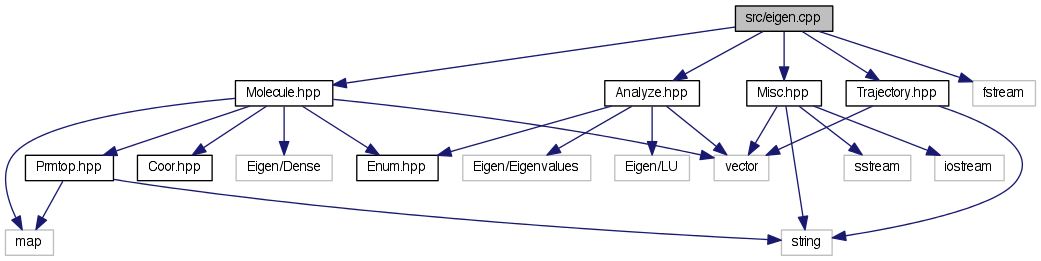 src/eigen.cpp
Molecule.hpp
Analyze.hpp
Misc.hpp
Trajectory.hpp
fstream
Prmtop.hpp
Coor.hpp
Eigen/Dense
Enum.hpp
Eigen/Eigenvalues
Eigen/LU
vector
sstream
iostream
map
string